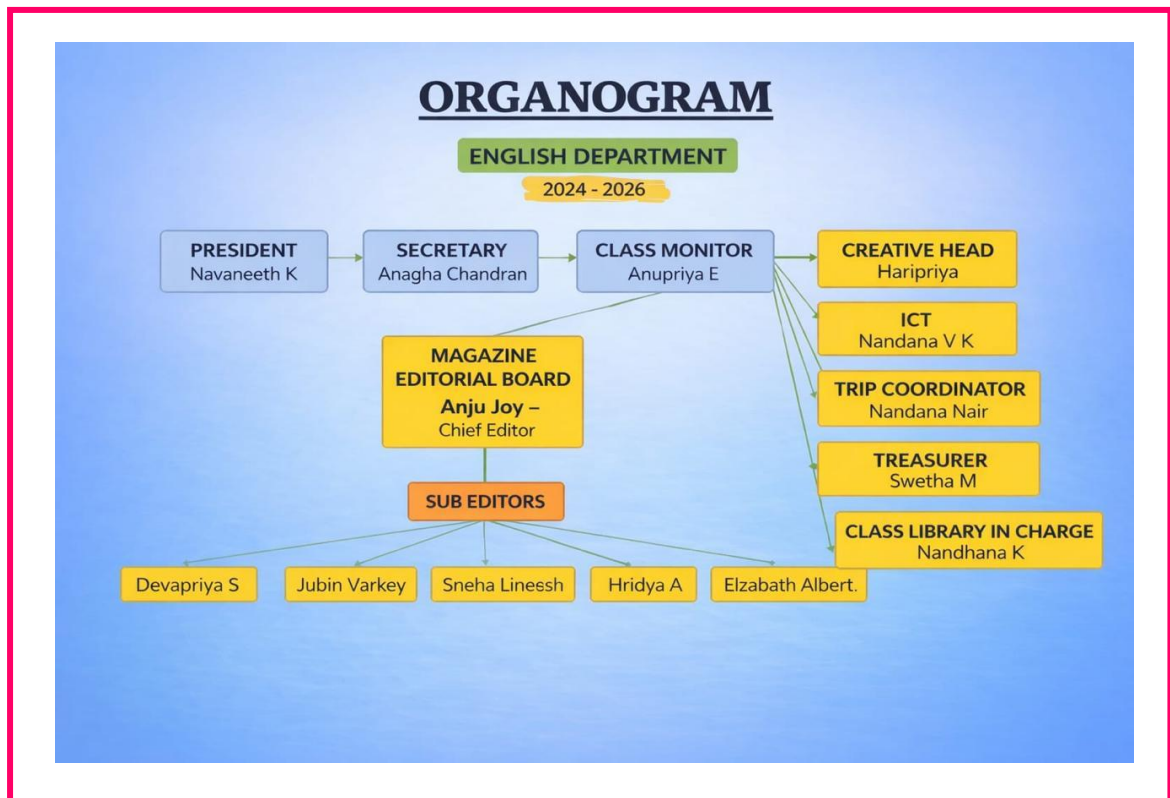 ORGANOGRAM
ENGLISH DEPARTMENT
2024 - 2026
PRESIDENT
Navaneeth K
SECRETARY
Anagha Chandran
CLASS MONITOR
Anupriya E
CREATIVE HEAD
Haripriya
ICT
Nandana V K
MAGAZINE
EDITORIAL BOARD
Anju Joy –
Chief Editor
TRIP COORDINATOR
Nandana Nair
TREASURER
Swetha M
SUB EDITORS
CLASS LIBRARY IN CHARGE
Nandhana K
Devapriya S
Jubin Varkey
Sneha Linessh
Hridya A
Elzabath Albert.